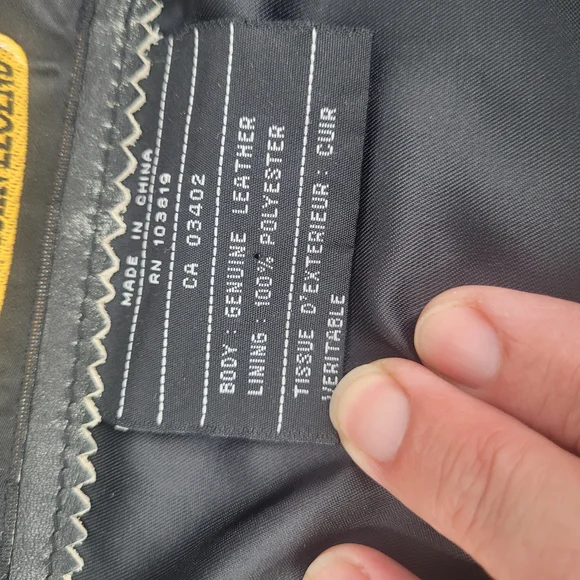 MADE IN CHINA
RN 103819
CA 03402
BODY : GENUINE LEATHER
LINING : 100% POLYESTER
TISSUE D'EXTERIEUR : CUIR
VERITABLE